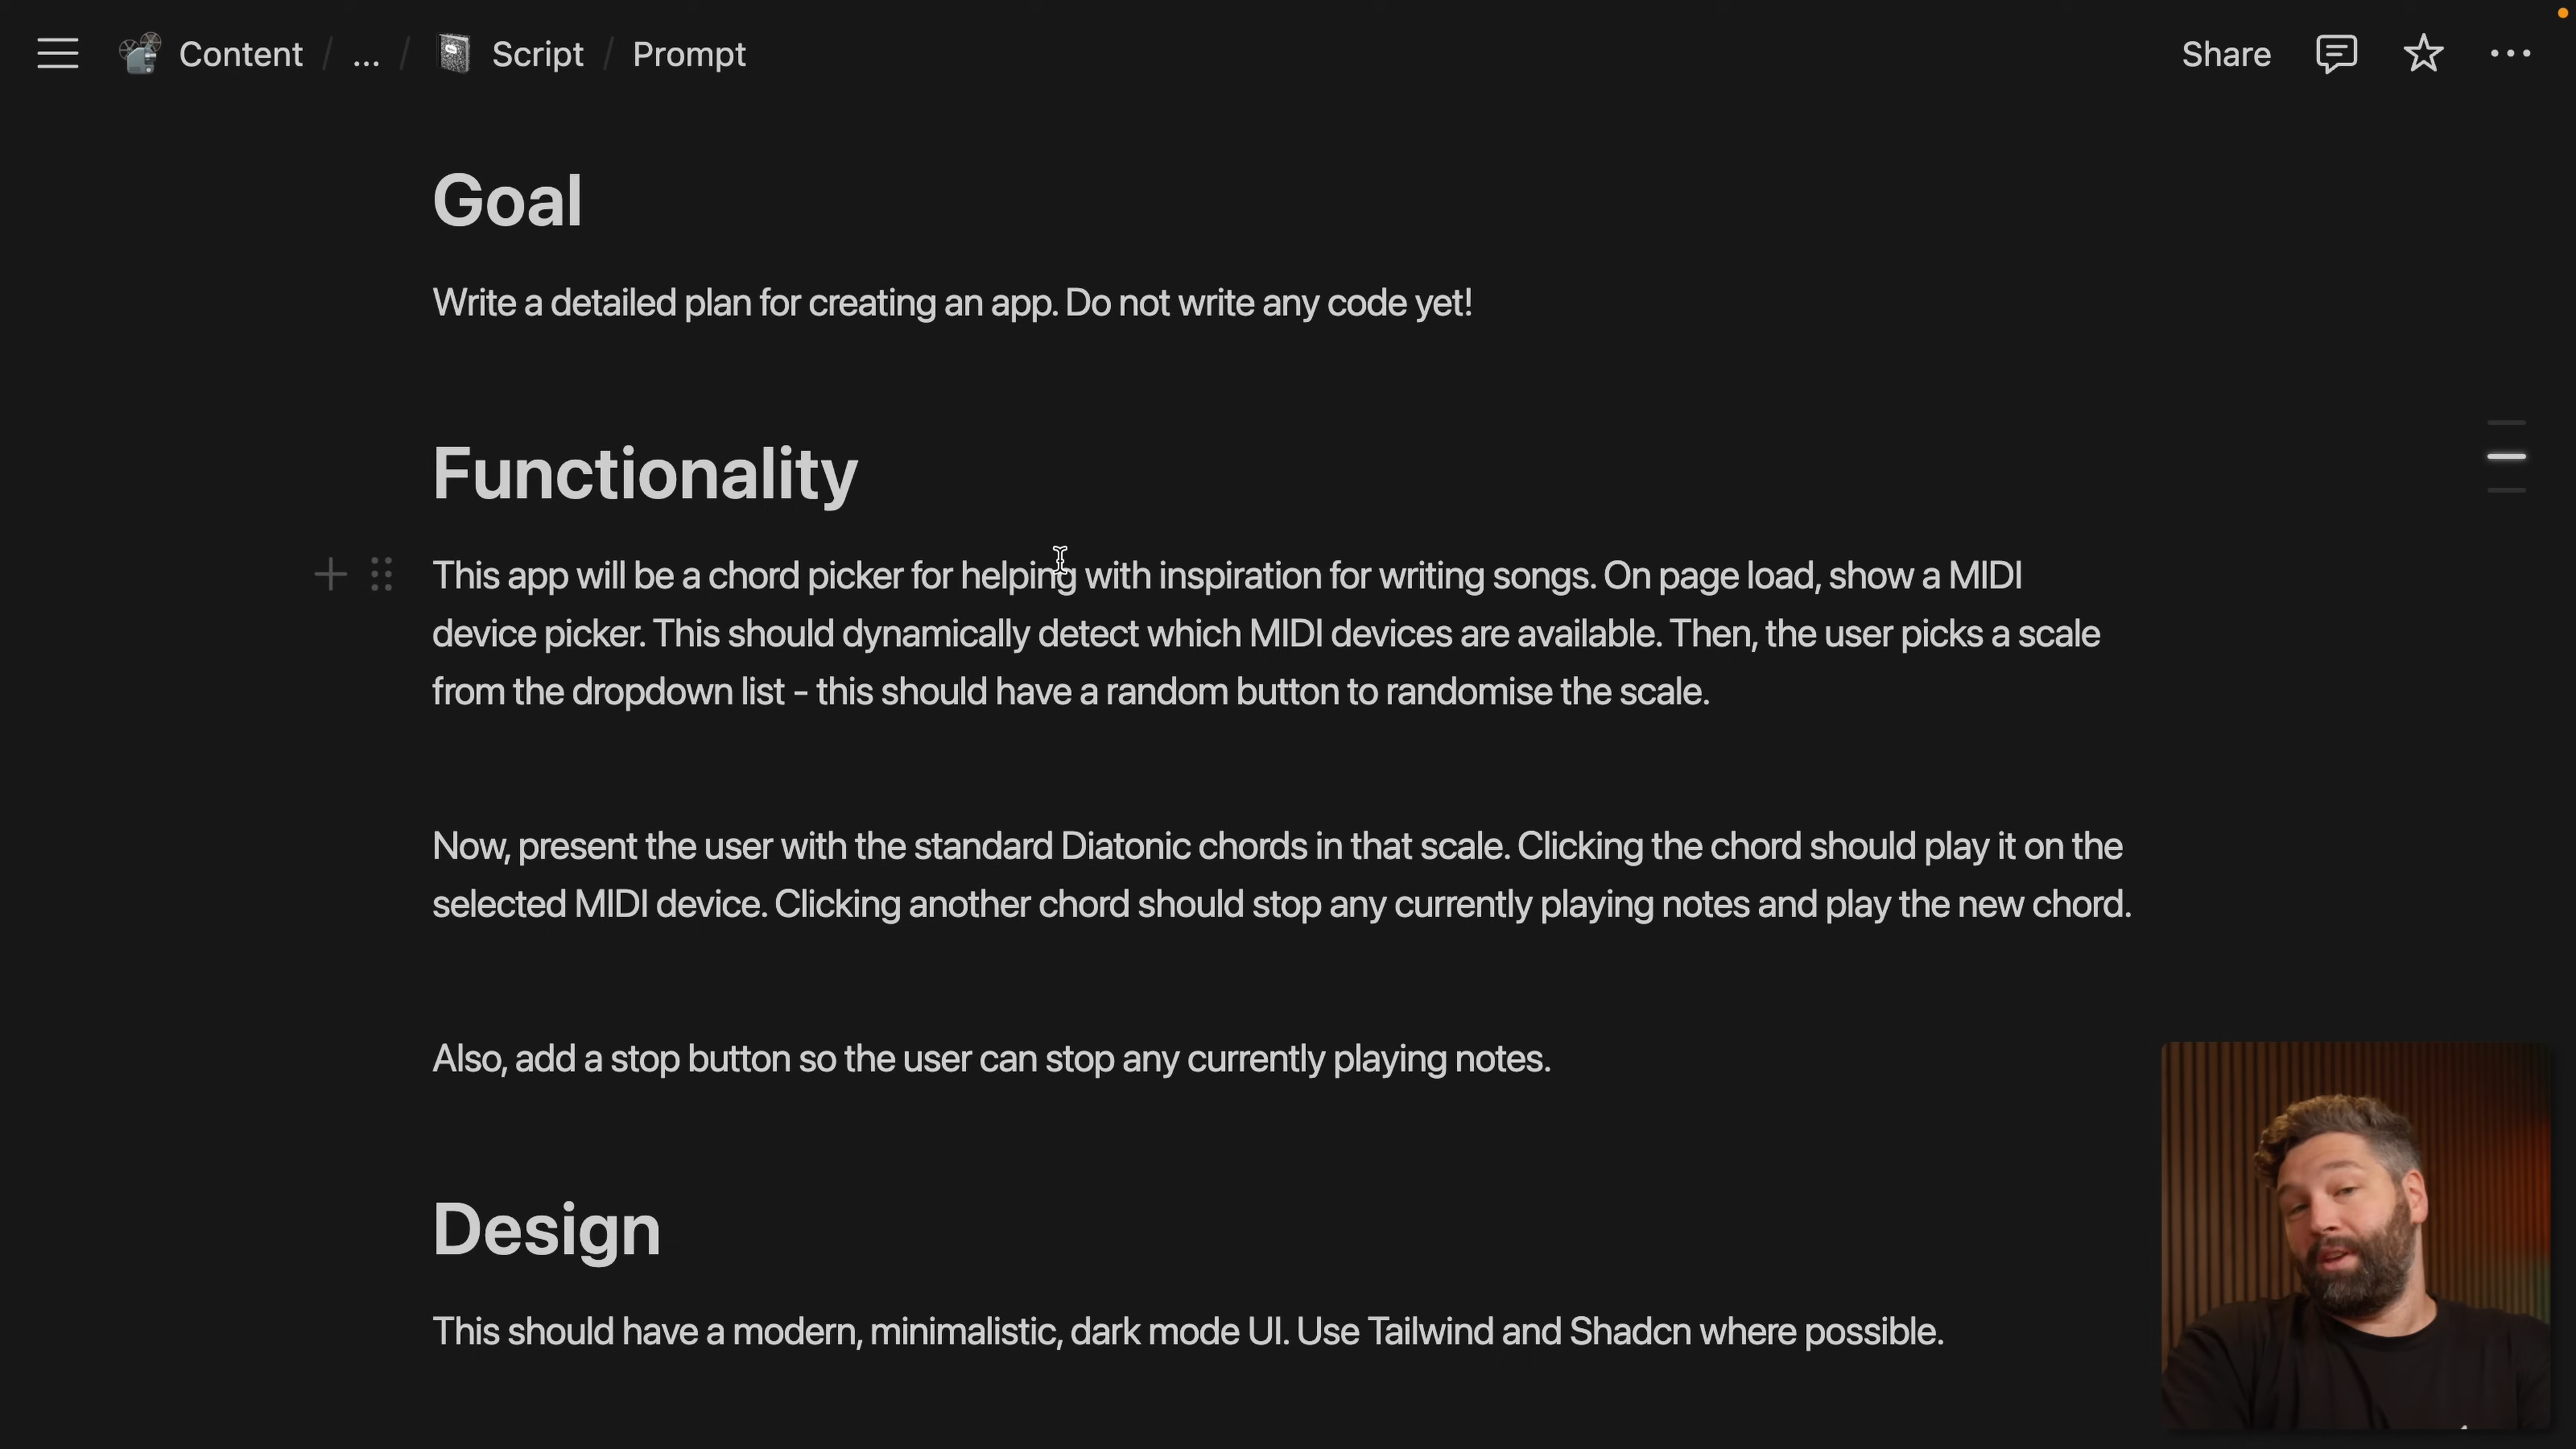 Content / ... / Script / Prompt
Share
Goal
Write a detailed plan for creating an app. Do not write any code yet!
Functionality
This app will be a chord picker for helping with inspiration for writing songs. On page load, show a MIDI
device picker. This should dynamically detect which MIDI devices are available. Then, the user picks a scale
from the dropdown list - this should have a random button to randomise the scale.
Now, present the user with the standard Diatonic chords in that scale. Clicking the chord should play it on the
selected MIDI device. Clicking another chord should stop any currently playing notes and play the new chord.
Also, add a stop button so the user can stop any currently playing notes.
Design
This should have a modern, minimalistic, dark mode UI. Use Tailwind and Shadcn where possible.